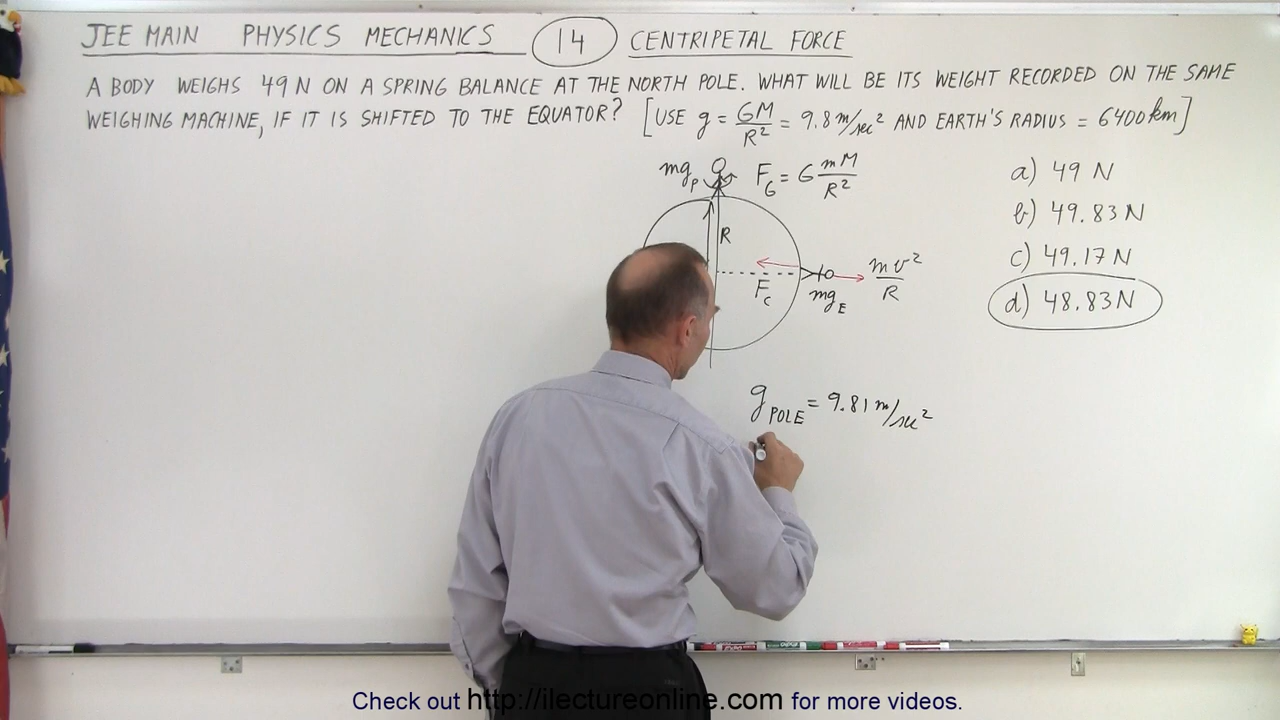 JEE MAIN PHYSICS MECHANICS 14 CENTRIPETAL FORCE
A BODY WEIGHS 49 N ON A SPRING BALANCE AT THE NORTH POLE. WHAT WILL BE ITS WEIGHT RECORDED ON THE SAME
WEIGHING MACHINE, IF IT IS SHIFTED TO THE EQUATOR? [USE g = GM/R² = 9.8 m/sec² AND EARTH'S RADIUS = 6400 km]
mg_P F_G = G mM/R²
R
F_C mg_E mv²/R
a) 49 N
b) 49.83 N
c) 49.17 N
d) 48.83 N
g_POLE = 9.81 m/sec²
Check out http://ilectureonline.com for more videos.